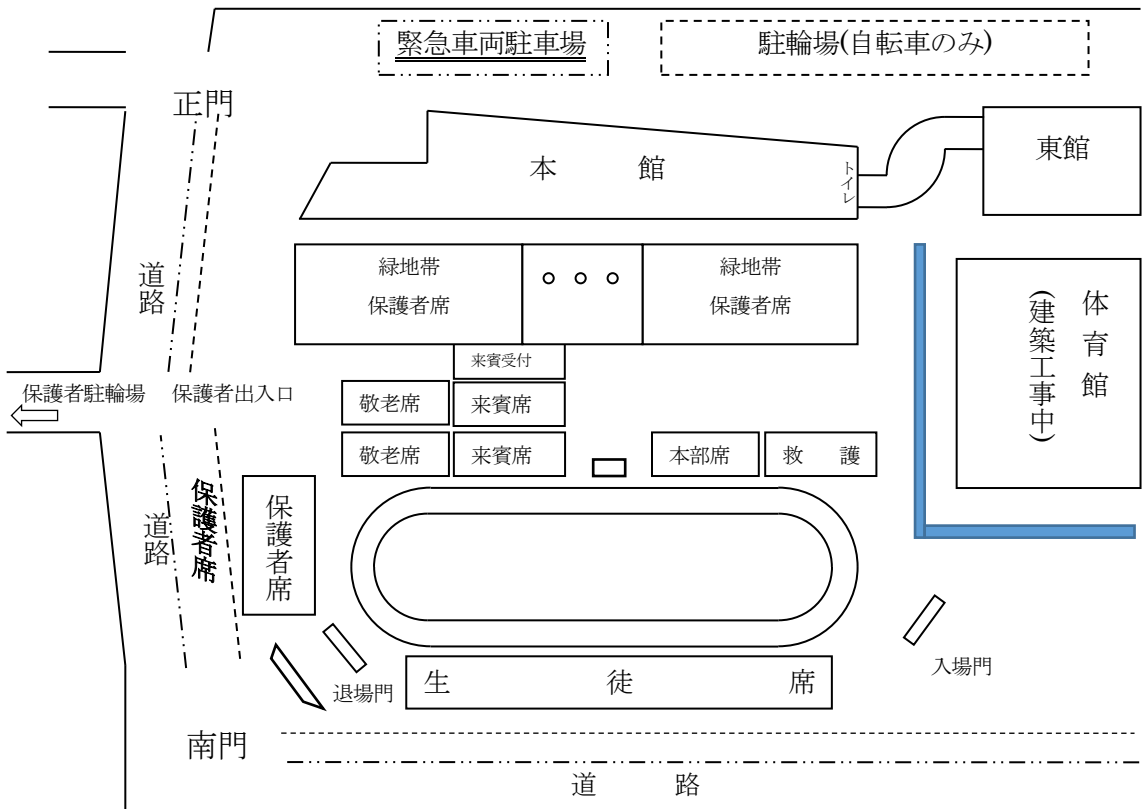 緊急車両駐車場
駐輪場(自転車のみ)
正門
本　館
トイレ
東館
道路
緑地帯
保護者席
緑地帯
保護者席
体育館
(建築工事中)
来賓受付
保護者駐輪場
保護者出入口
敬老席
来賓席
敬老席
来賓席
本部席
救　護
道路
保護者席
保護者席
退場門
生　徒　席
入場門
南門
道　路